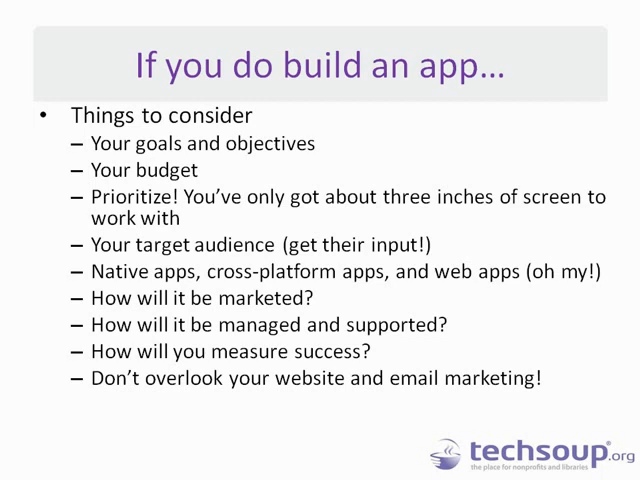 If you do build an app…
• Things to consider
– Your goals and objectives
– Your budget
– Prioritize! You’ve only got about three inches of screen to
work with
– Your target audience (get their input!)
– Native apps, cross-platform apps, and web apps (oh my!)
– How will it be marketed?
– How will it be managed and supported?
– How will you measure success?
– Don’t overlook your website and email marketing!
techsoup®.org
the place for nonprofits and libraries